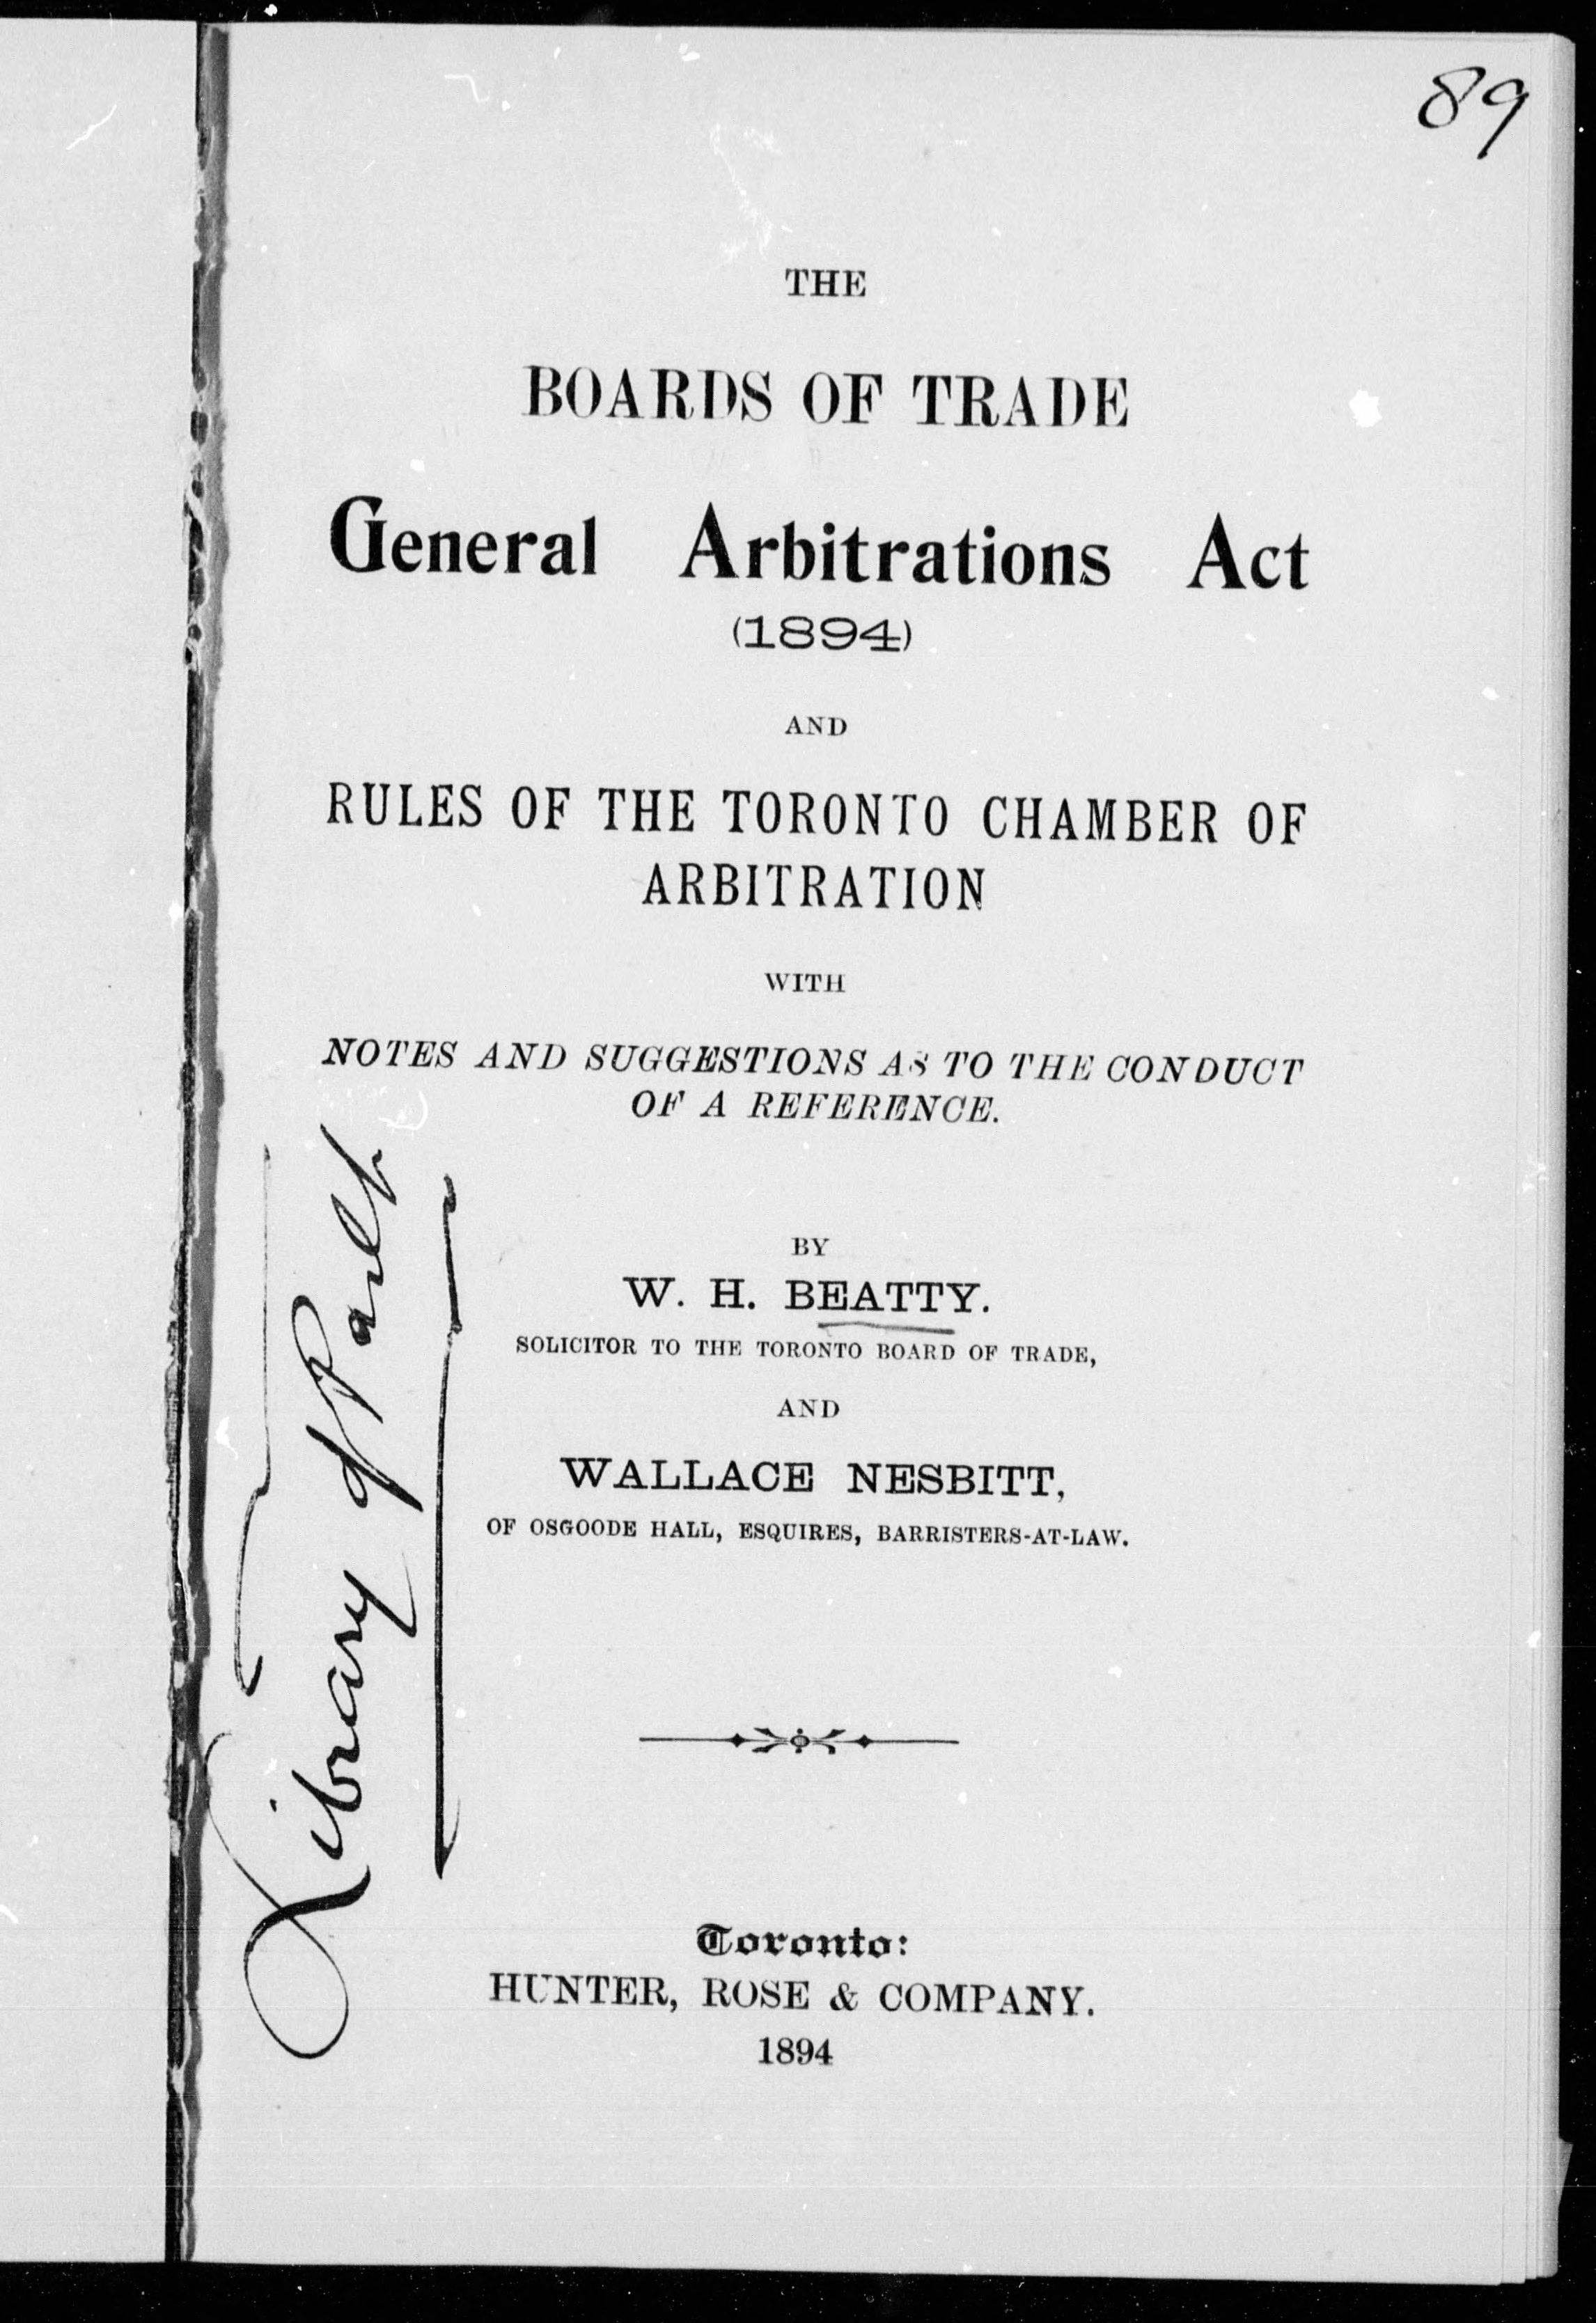 89
THE
BOARDS OF TRADE
General Arbitrations Act
(1894)
AND
RULES OF THE TORONTO CHAMBER OF
ARBITRATION
WITH
NOTES AND SUGGESTIONS AS TO THE CONDUCT
OF A REFERENCE.
BY
W. H. BEATTY.
SOLICITOR TO THE TORONTO BOARD OF TRADE,
AND
WALLACE NESBITT,
OF OSGOODE HALL, ESQUIRES, BARRISTERS-AT-LAW.
Library of Parlt
Toronto:
HUNTER, ROSE & COMPANY.
1894